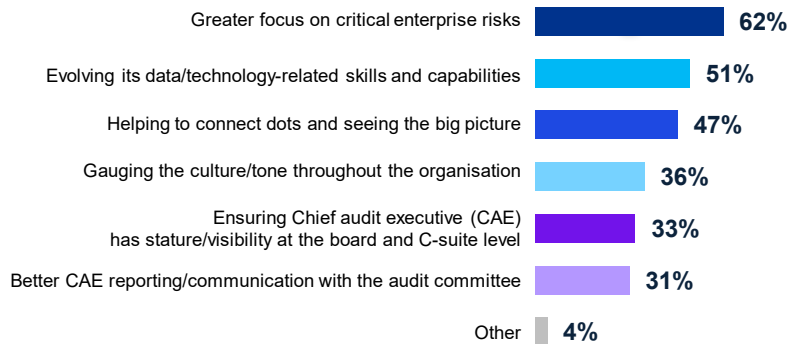 Greater focus on critical enterprise risks 62%
Evolving its data/technology-related skills and capabilities 51%
Helping to connect dots and seeing the big picture 47%
Gauging the culture/tone throughout the organisation 36%
Ensuring Chief audit executive (CAE)
has stature/visibility at the board and C-suite level 33%
Better CAE reporting/communication with the audit committee 31%
Other 4%